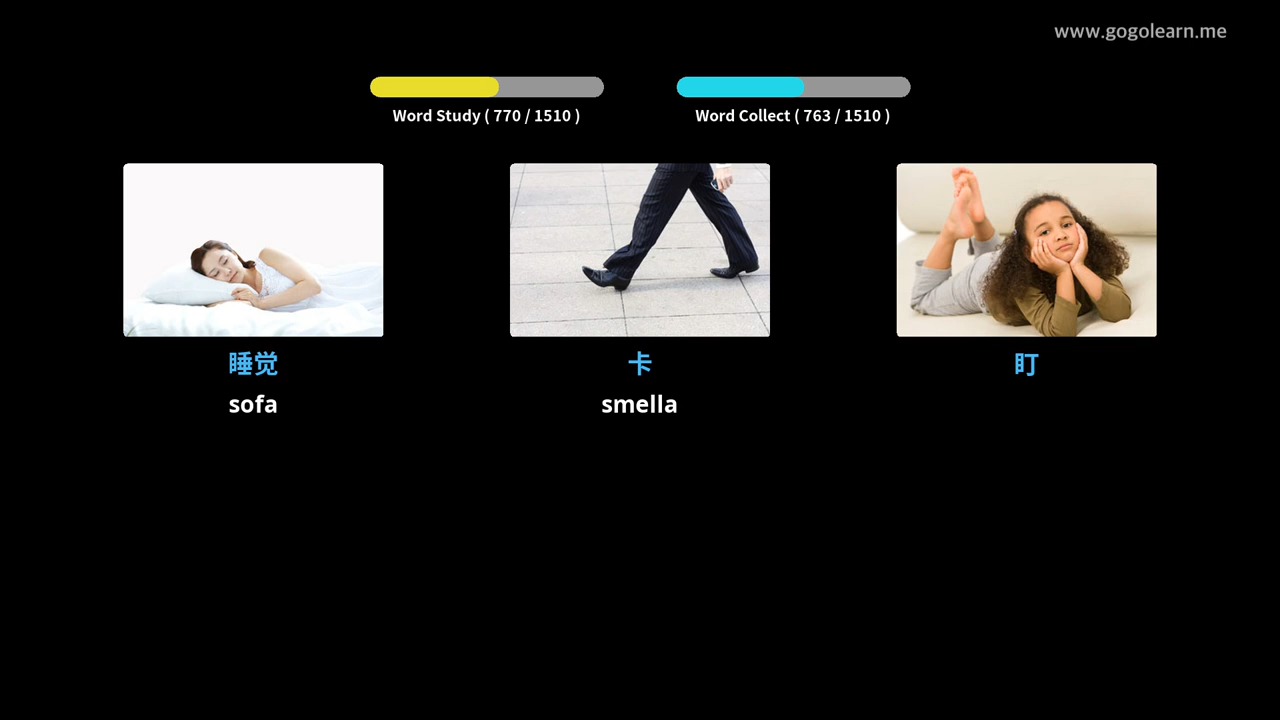 www.gogolearn.me
Word Study ( 770 / 1510 )
Word Collect ( 763 / 1510 )
睡觉
卡
盯
sofa
smella